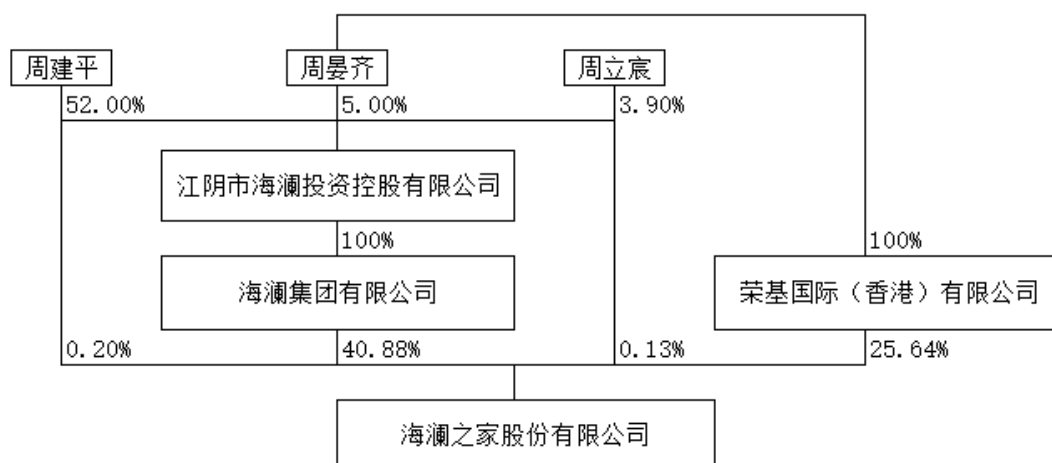 周建平
周晏齐
周立宸
52.00%
5.00%
3.90%
江阴市海澜投资控股有限公司
100%
100%
海澜集团有限公司
荣基国际（香港）有限公司
0.20%
40.88%
0.13%
25.64%
海澜之家股份有限公司